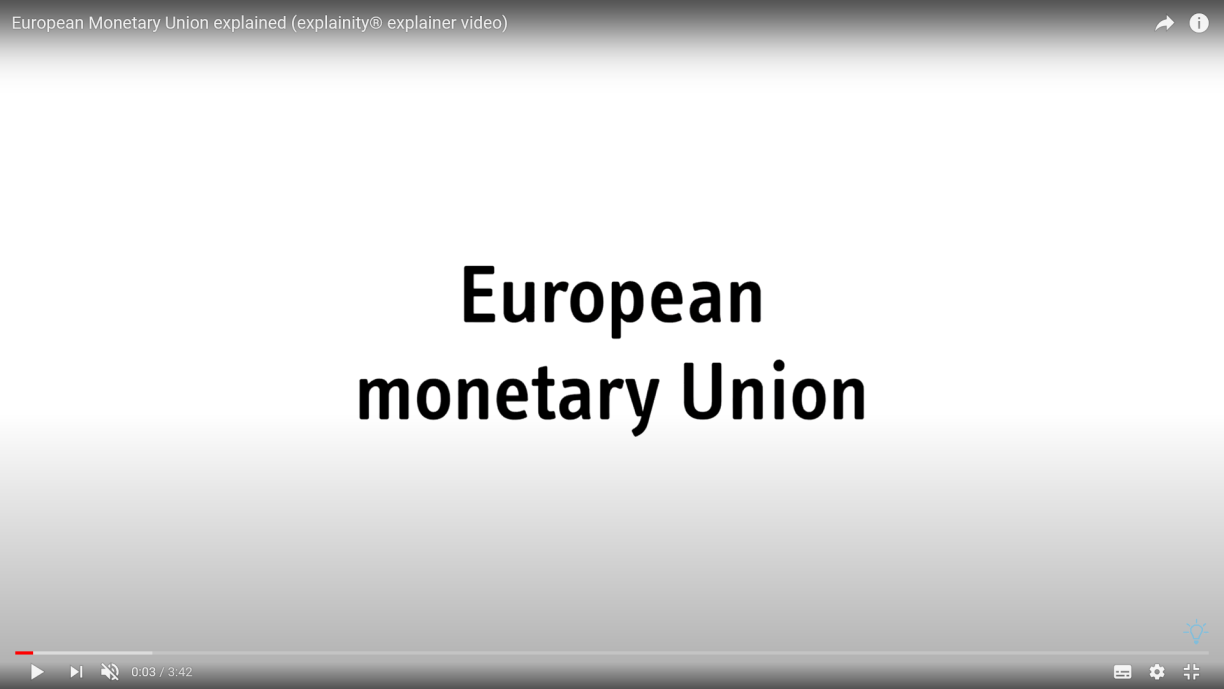 European Monetary Union explained (explainity® explainer video)
European
monetary Union
0:03 / 3:42